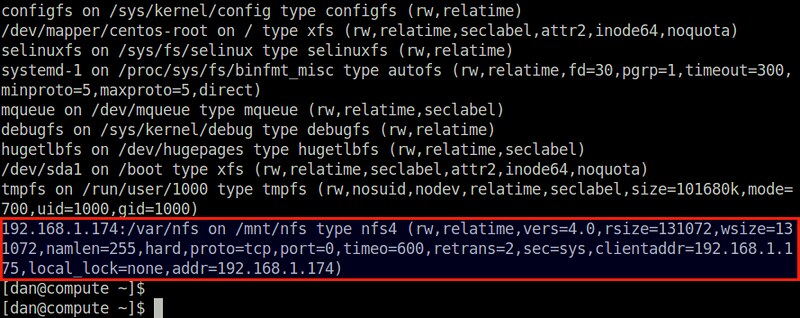 configfs on /sys/kernel/config type configfs (rw,relatime)
/dev/mapper/centos-root on / type xfs (rw,relatime,seclabel,attr2,inode64,noquota)
selinuxfs on /sys/fs/selinux type selinuxfs (rw,relatime)
systemd-1 on /proc/sys/fs/binfmt_misc type autofs (rw,relatime,fd=30,pgrp=1,timeout=300,
minproto=5,maxproto=5,direct)
mqueue on /dev/mqueue type mqueue (rw,relatime,seclabel)
debugfs on /sys/kernel/debug type debugfs (rw,relatime)
hugetlbfs on /dev/hugepages type hugetlbfs (rw,relatime,seclabel)
/dev/sda1 on /boot type xfs (rw,relatime,seclabel,attr2,inode64,noquota)
tmpfs on /run/user/1000 type tmpfs (rw,nosuid,nodev,relatime,seclabel,size=101680k,mode=
700,uid=1000,gid=1000)
192.168.1.174:/var/nfs on /mnt/nfs type nfs4 (rw,relatime,vers=4.0,rsize=131072,wsize=13
1072,namlen=255,hard,proto=tcp,port=0,timeo=600,retrans=2,sec=sys,clientaddr=192.168.1.1
75,local_lock=none,addr=192.168.1.174)
[dan@compute ~]$
[dan@compute ~]$